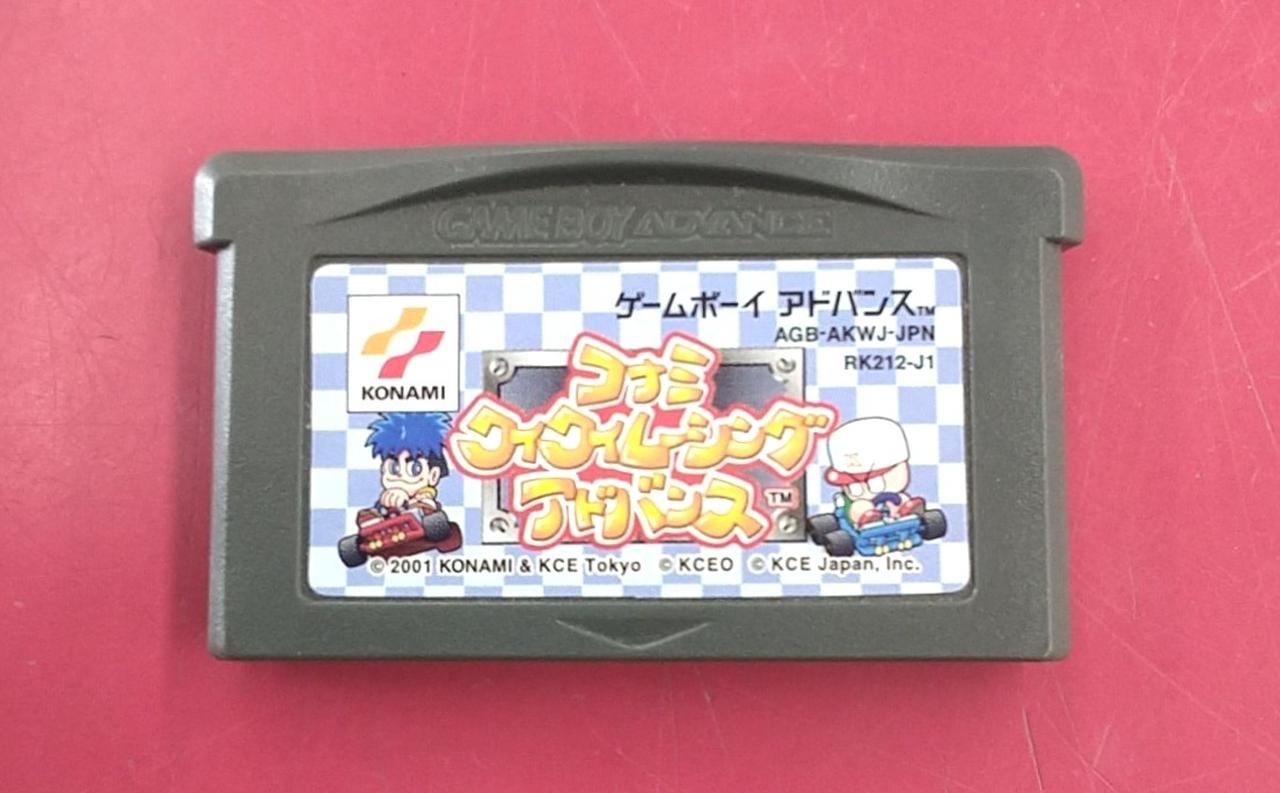 GAME BOY ADVANCE
KONAMI
ゲームボーイ アドバンス™
AGB-AKWJ-JPN
RK212-J1
コナミ
ワイワイレーシング
アドバンス™
© 2001 KONAMI & KCE Tokyo © KCEO © KCE Japan, Inc.